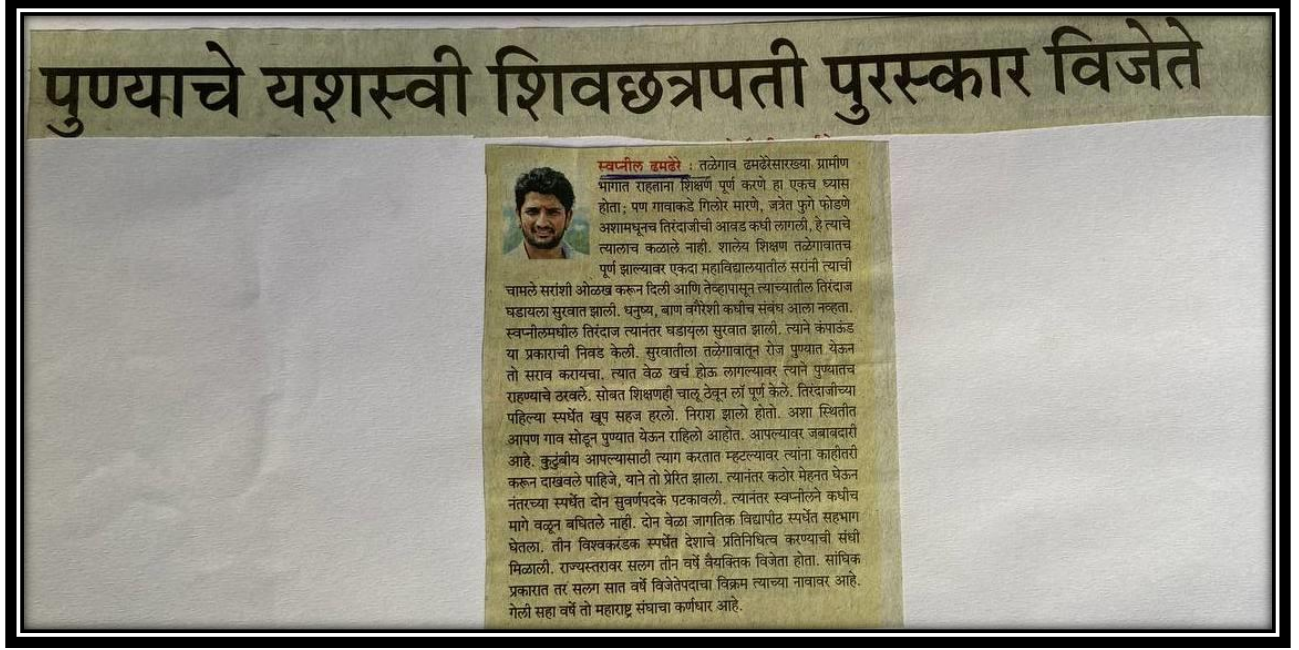 पुण्याचे यशस्वी शिवछत्रपती पुरस्कार विजेते
स्वप्नील ढमढेरे : तळेगाव ढमढेरेसारख्या ग्रामीण
भागात राहताना शिक्षण पूर्ण करणे हा एकच ध्यास
होता; पण गावाकडे गिलोर मारणे, जत्रेत फुगे फोडणे
अशामधूनच तिरंदाजीची आवड कधी लागली, हे त्याचे
त्यालाच कळाले नाही. शालेय शिक्षण तळेगावातच
पूर्ण झाल्यावर एकदा महाविद्यालयातील सरांनी त्याची
चामले सरांशी ओळख करून दिली आणि तेव्हापासून त्याच्यातील तिरंदाज
घडायला सुरवात झाली. धनुष्य, बाण वगैरेशी कधीच संबंध आला नव्हता.
स्वप्नीलमधील तिरंदाज त्यानंतर घडायला सुरवात झाली. त्याने कंपाऊंड
या प्रकाराची निवड केली. सुरवातीला तळेगावातून रोज पुण्यात येऊन
तो सराव करायचा. त्यात वेळ खर्च होऊ लागल्यावर त्याने पुण्यातच
राहण्याचे ठरवले. सोबत शिक्षणही चालू ठेवून लॉ पूर्ण केले. तिरंदाजीच्या
पहिल्या स्पर्धेत खूप सहज हरलो. निराश झालो होतो. अशा स्थितीत
आपण गाव सोडून पुण्यात येऊन राहिलो आहोत. आपल्यावर जबाबदारी
आहे. कुटुंबीय आपल्यासाठी त्याग करतात म्हटल्यावर त्यांना काहीतरी
करून दाखवले पाहिजे, याने तो प्रेरित झाला. त्यानंतर कठोर मेहनत घेऊन
नंतरच्या स्पर्धेत दोन सुवर्णपदके पटकावली. त्यानंतर स्वप्नीलने कधीच
मागे वळून बघितले नाही. दोन वेळा जागतिक विद्यापीठ स्पर्धेत सहभाग
घेतला. तीन विश्वकरंडक स्पर्धेत देशाचे प्रतिनिधित्व करण्याची संधी
मिळाली. राज्यस्तरावर सलग तीन वर्षे वैयक्तिक विजेता होता. सांघिक
प्रकारात तर सलग सात वर्षे विजेतेपदाचा विक्रम त्याच्या नावावर आहे.
गेली सहा वर्षे तो महाराष्ट्र संघाचा कर्णधार आहे.